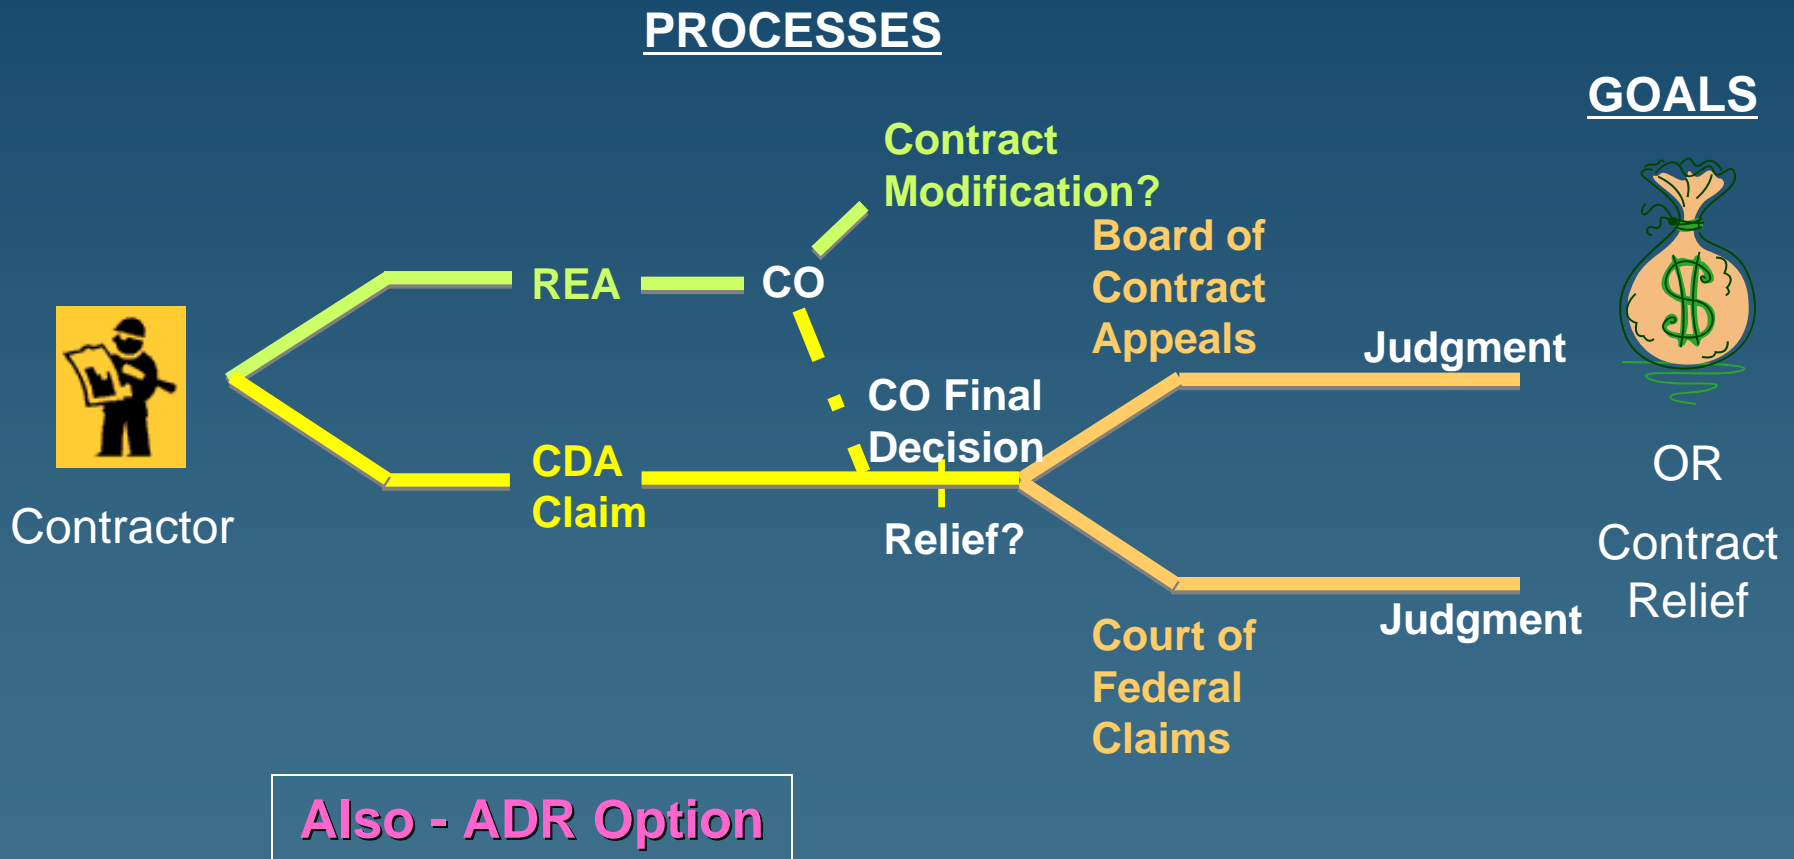 PROCESSES
GOALS
Contract
Modification?
Board of
Contract
Appeals
REA
CO
$
Judgment
CO Final
Decision
CDA
Claim
OR
Contractor
Relief?
Contract
Relief
Judgment
Court of
Federal
Claims
Also - ADR Option